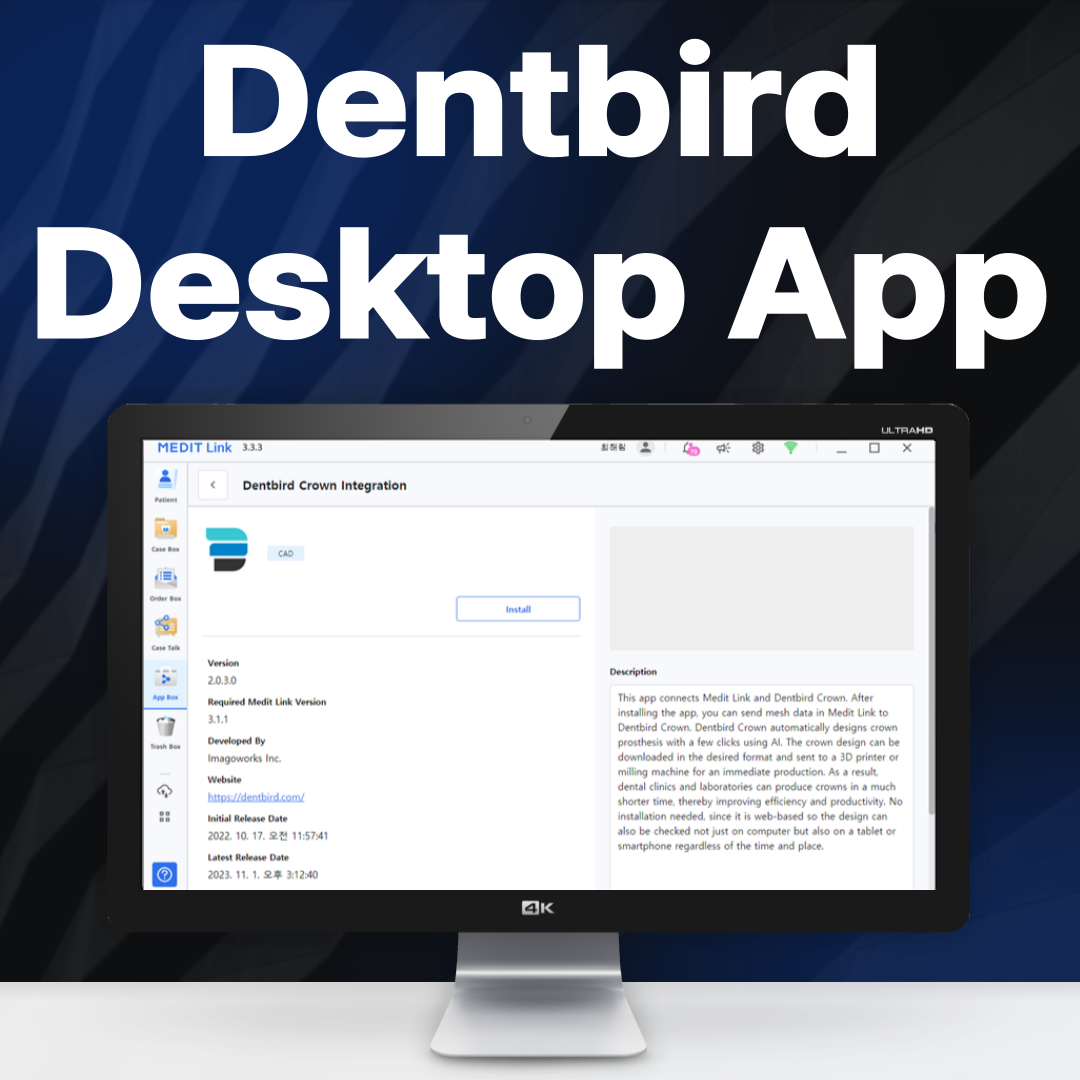 Dentbird
Desktop App
ULTRAHD
MEDIT Link 3.3.3
최해림
Patient
Dentbird Crown Integration
Case Box
CAD
Order Box
Install
Case Talk
App Box
Trash Box
Version
2.0.3.0
Required Medit Link Version
3.1.1
Developed By
Imagoworks Inc.
Website
https://dentbird.com/
Initial Release Date
2022. 10. 17. 오전 11:57:41
Latest Release Date
2023. 11. 1. 오후 3:12:40
Description
This app connects Medit Link and Dentbird Crown. After
installing the app, you can send mesh data in Medit Link to
Dentbird Crown. Dentbird Crown automatically designs crown
prosthesis with a few clicks using AI. The crown design can be
downloaded in the desired format and sent to a 3D printer or
milling machine for an immediate production. As a result,
dental clinics and laboratories can produce crowns in a much
shorter time, thereby improving efficiency and productivity. No
installation needed, since it is web-based so the design can
also be checked not just on computer but also on a tablet or
smartphone regardless of the time and place.
4K